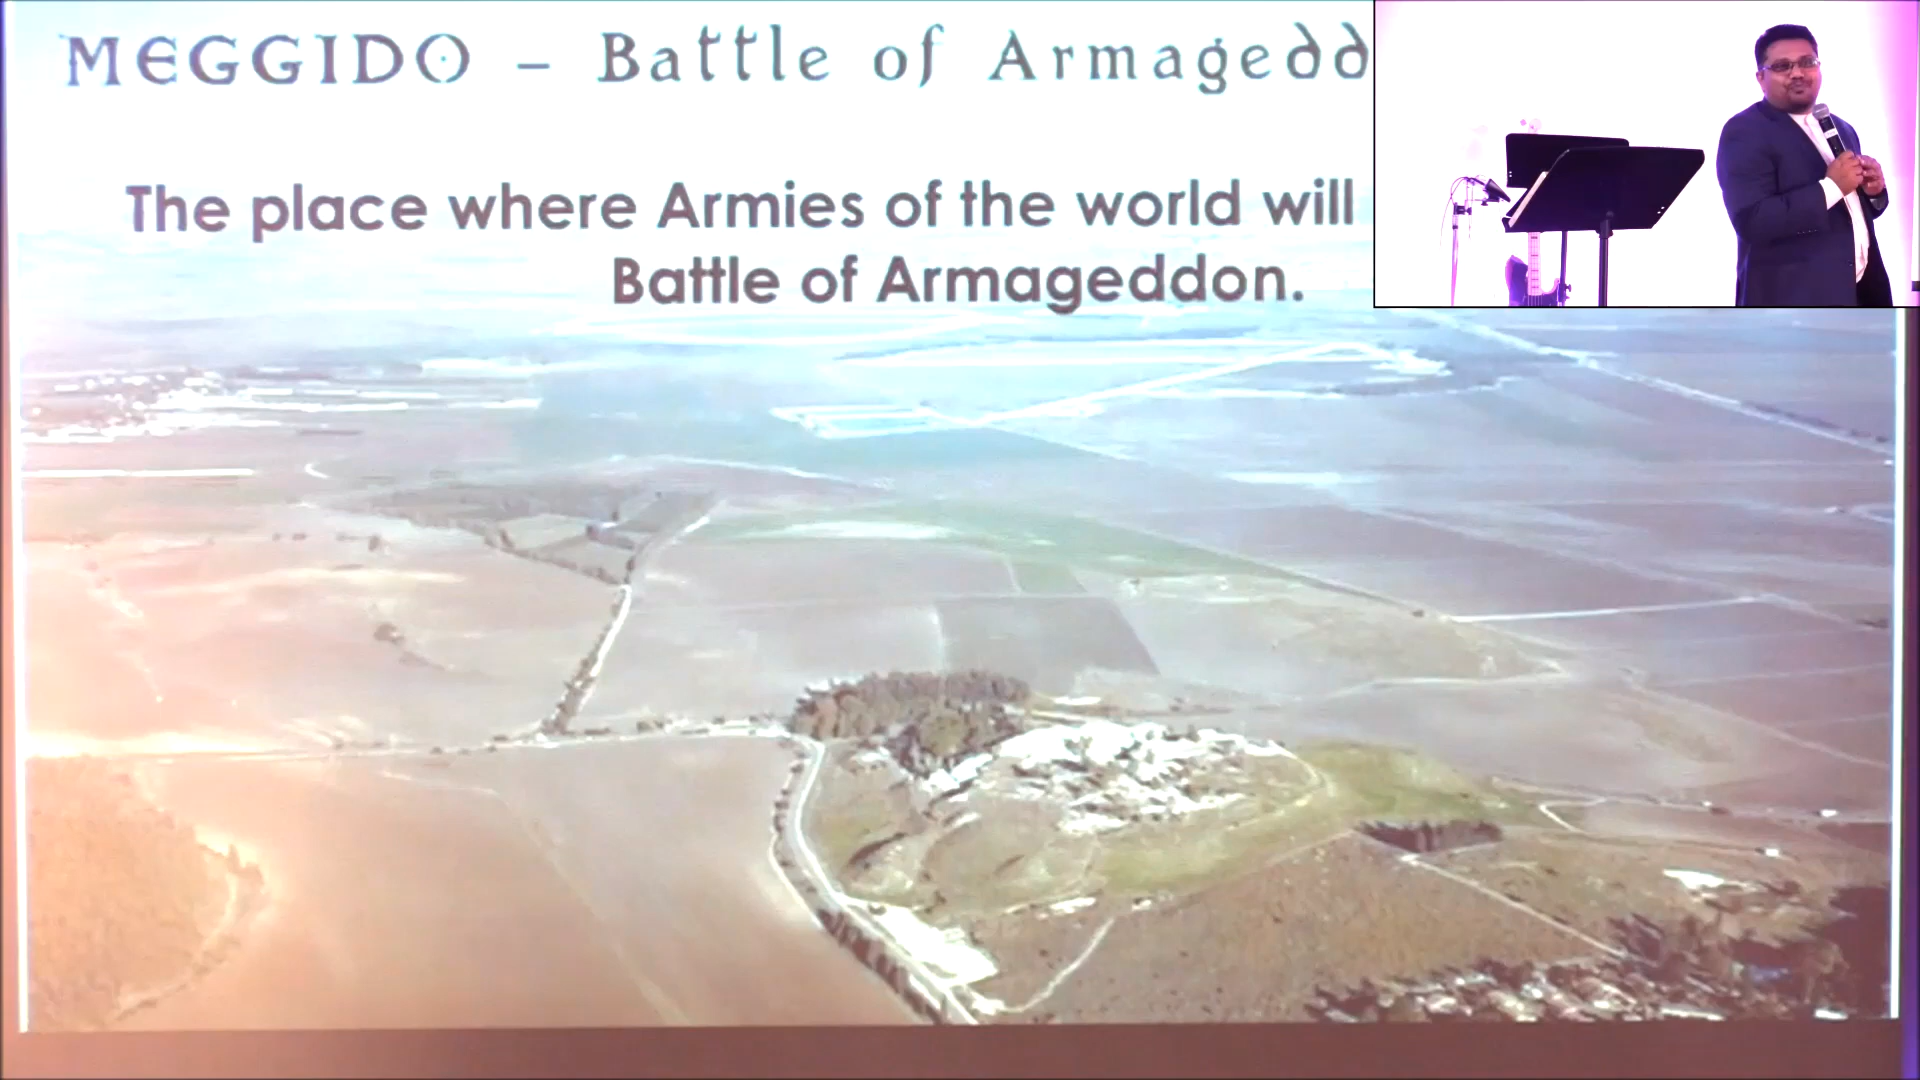 MEGGIDO – Battle of Armagedd
The place where Armies of the world will
Battle of Armageddon.